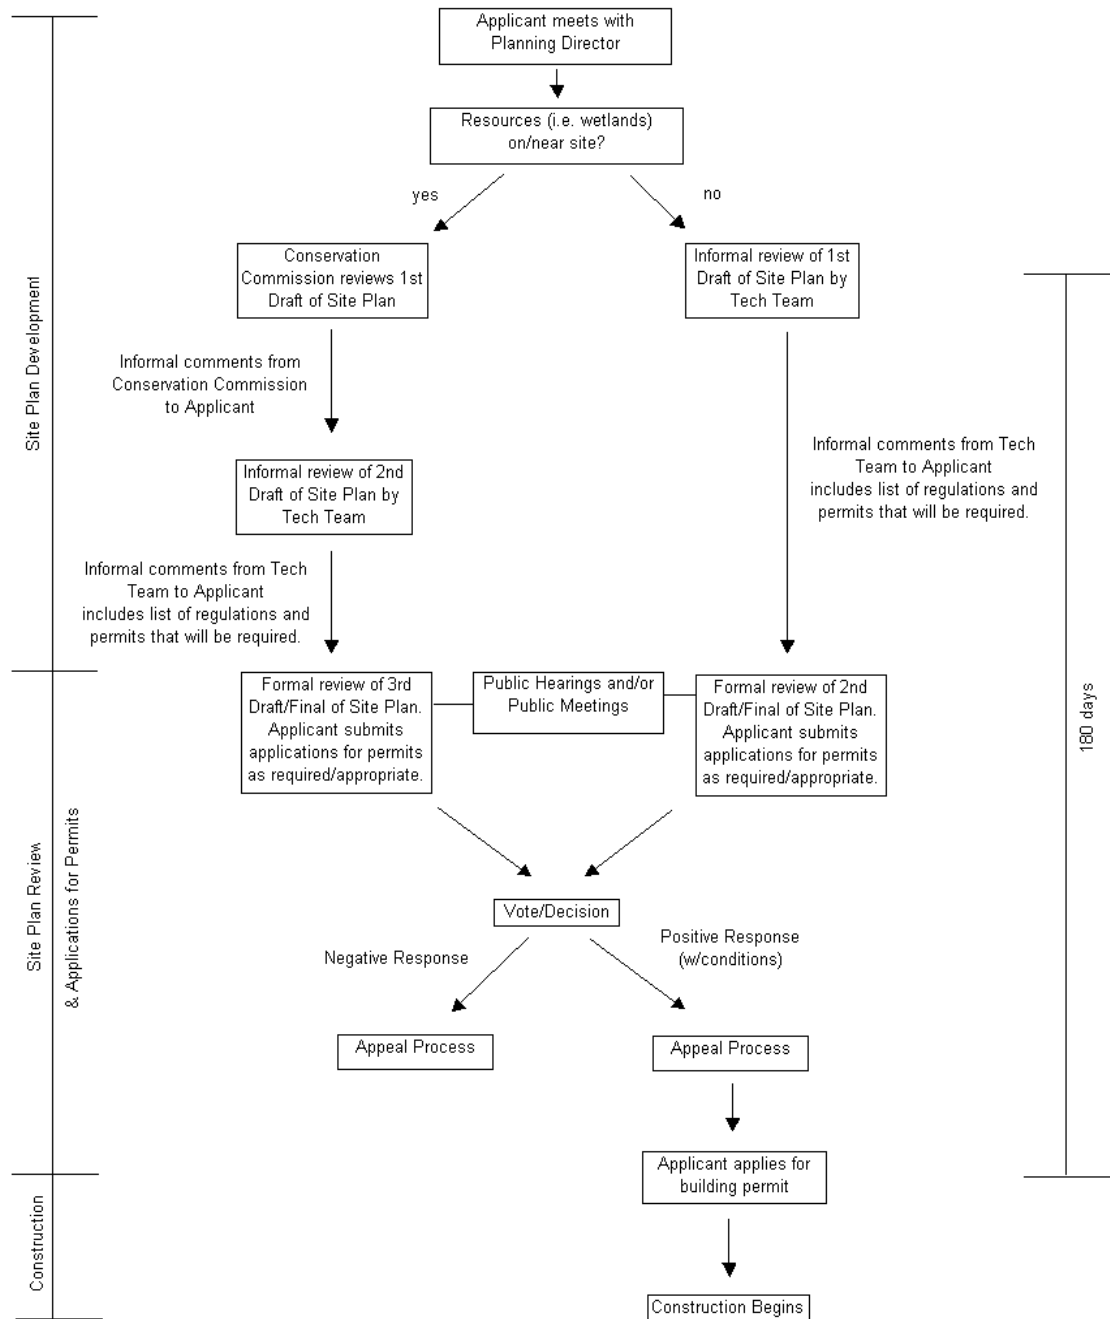 Applicant meets with
Planning Director
Resources (i.e. wetlands)
on/near site?
yes
no
Conservation
Commission reviews 1st
Draft of Site Plan
Informal review of 1st
Draft of Site Plan by
Tech Team
Informal comments from
Conservation Commission
to Applicant
Informal review of 2nd
Draft of Site Plan by
Tech Team
Informal comments from Tech
Team to Applicant
includes list of regulations and
permits that will be required.
Informal comments from Tech
Team to Applicant
includes list of regulations and
permits that will be required.
Formal review of 3rd
Draft/Final of Site Plan.
Applicant submits
applications for permits
as required/appropriate.
Public Hearings and/or
Public Meetings
Formal review of 2nd
Draft/Final of Site Plan.
Applicant submits
applications for permits
as required/appropriate.
Vote/Decision
Negative Response
Positive Response
(w/conditions)
Appeal Process
Appeal Process
Applicant applies for
building permit
Construction Begins
Site Plan Development
Site Plan Review
& Applications for Permits
Construction
180 days